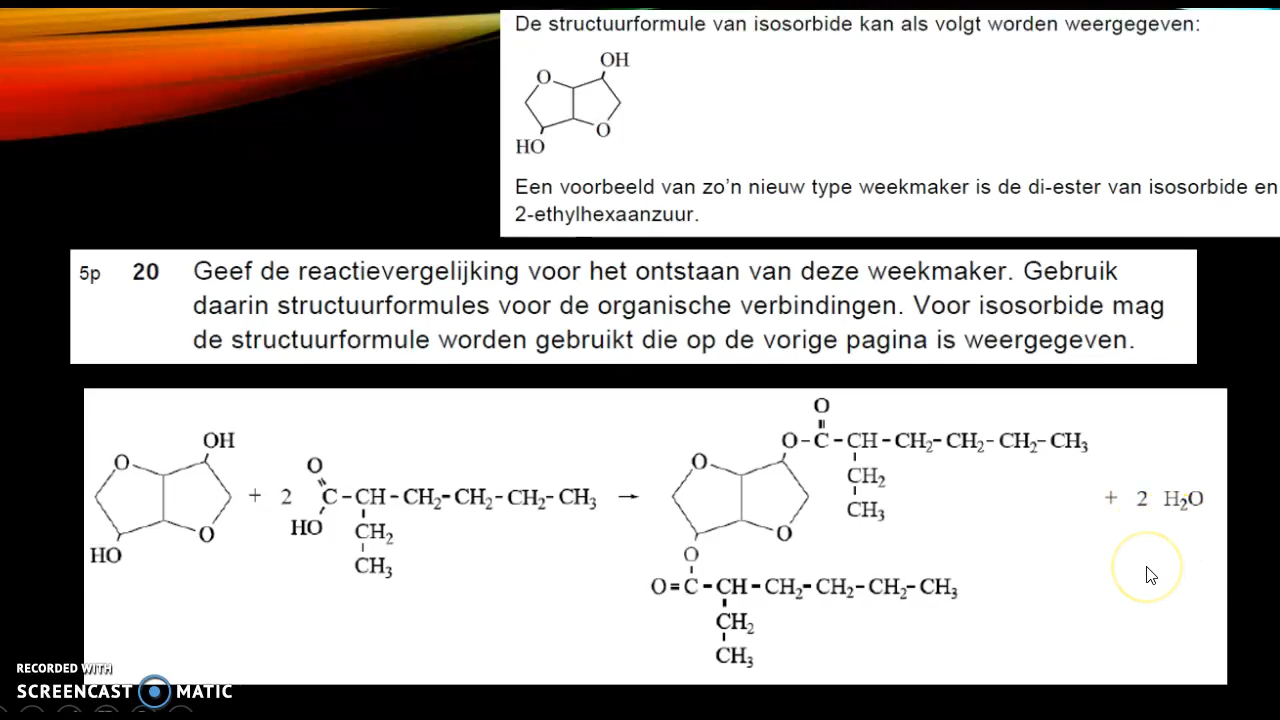 De structuurformule van isosorbide kan als volgt worden weergegeven:
OH
O
O
HO
Een voorbeeld van zo'n nieuw type weekmaker is de di-ester van isosorbide en
2-ethylhexaanzuur.
5p 20 Geef de reactievergelijking voor het ontstaan van deze weekmaker. Gebruik
daarin structuurformules voor de organische verbindingen. Voor isosorbide mag
de structuurformule worden gebruikt die op de vorige pagina is weergegeven.
OH
O
O
HO
+ 2
O
C-CH-CH₂-CH₂-CH₂-CH₃
HO CH₂
CH₃
→
O
O-C-CH-CH₂-CH₂-CH₂-CH₃
O
CH₂
CH₃
O
O
O=C-CH-CH₂-CH₂-CH₂-CH₃
CH₂
CH₃
+ 2 H₂O
RECORDED WITH
SCREENCAST MATIC